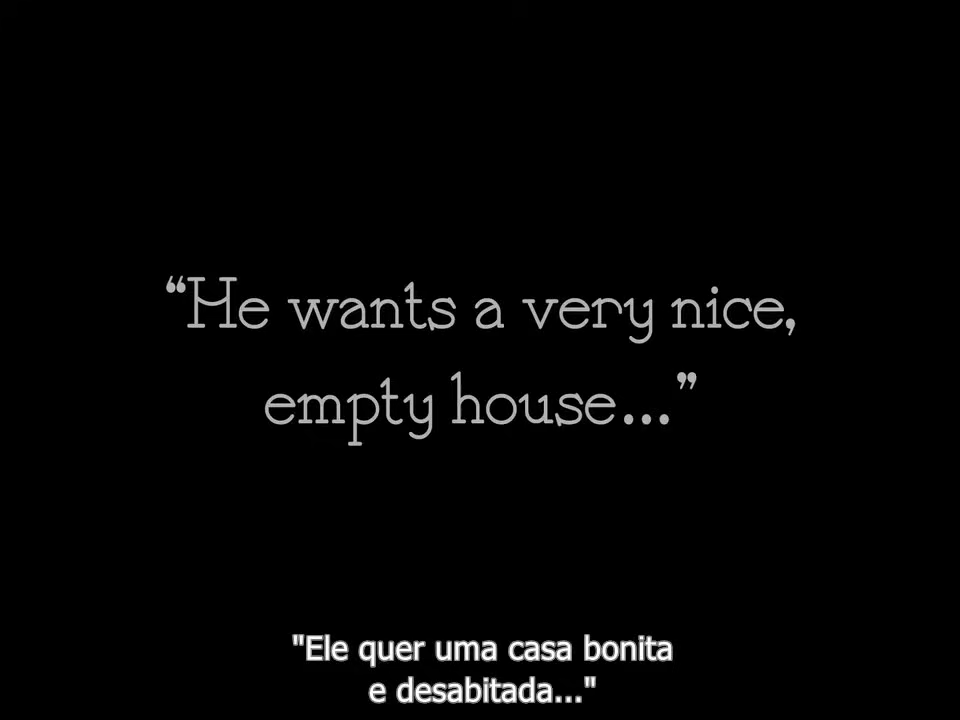 “He wants a very nice,
empty house...”
"Ele quer uma casa bonita
e desabitada..."